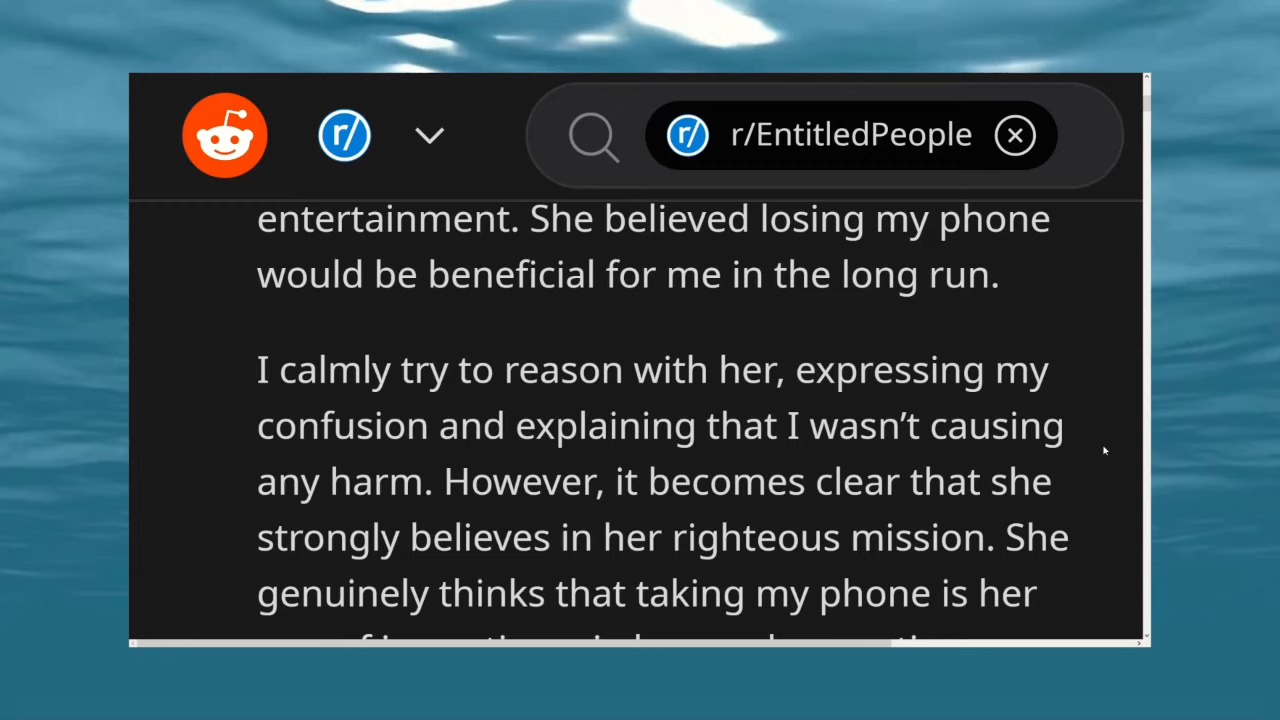 r/
r/ r/EntitledPeople
entertainment. She believed losing my phone
would be beneficial for me in the long run.
I calmly try to reason with her, expressing my
confusion and explaining that I wasn’t causing
any harm. However, it becomes clear that she
strongly believes in her righteous mission. She
genuinely thinks that taking my phone is her